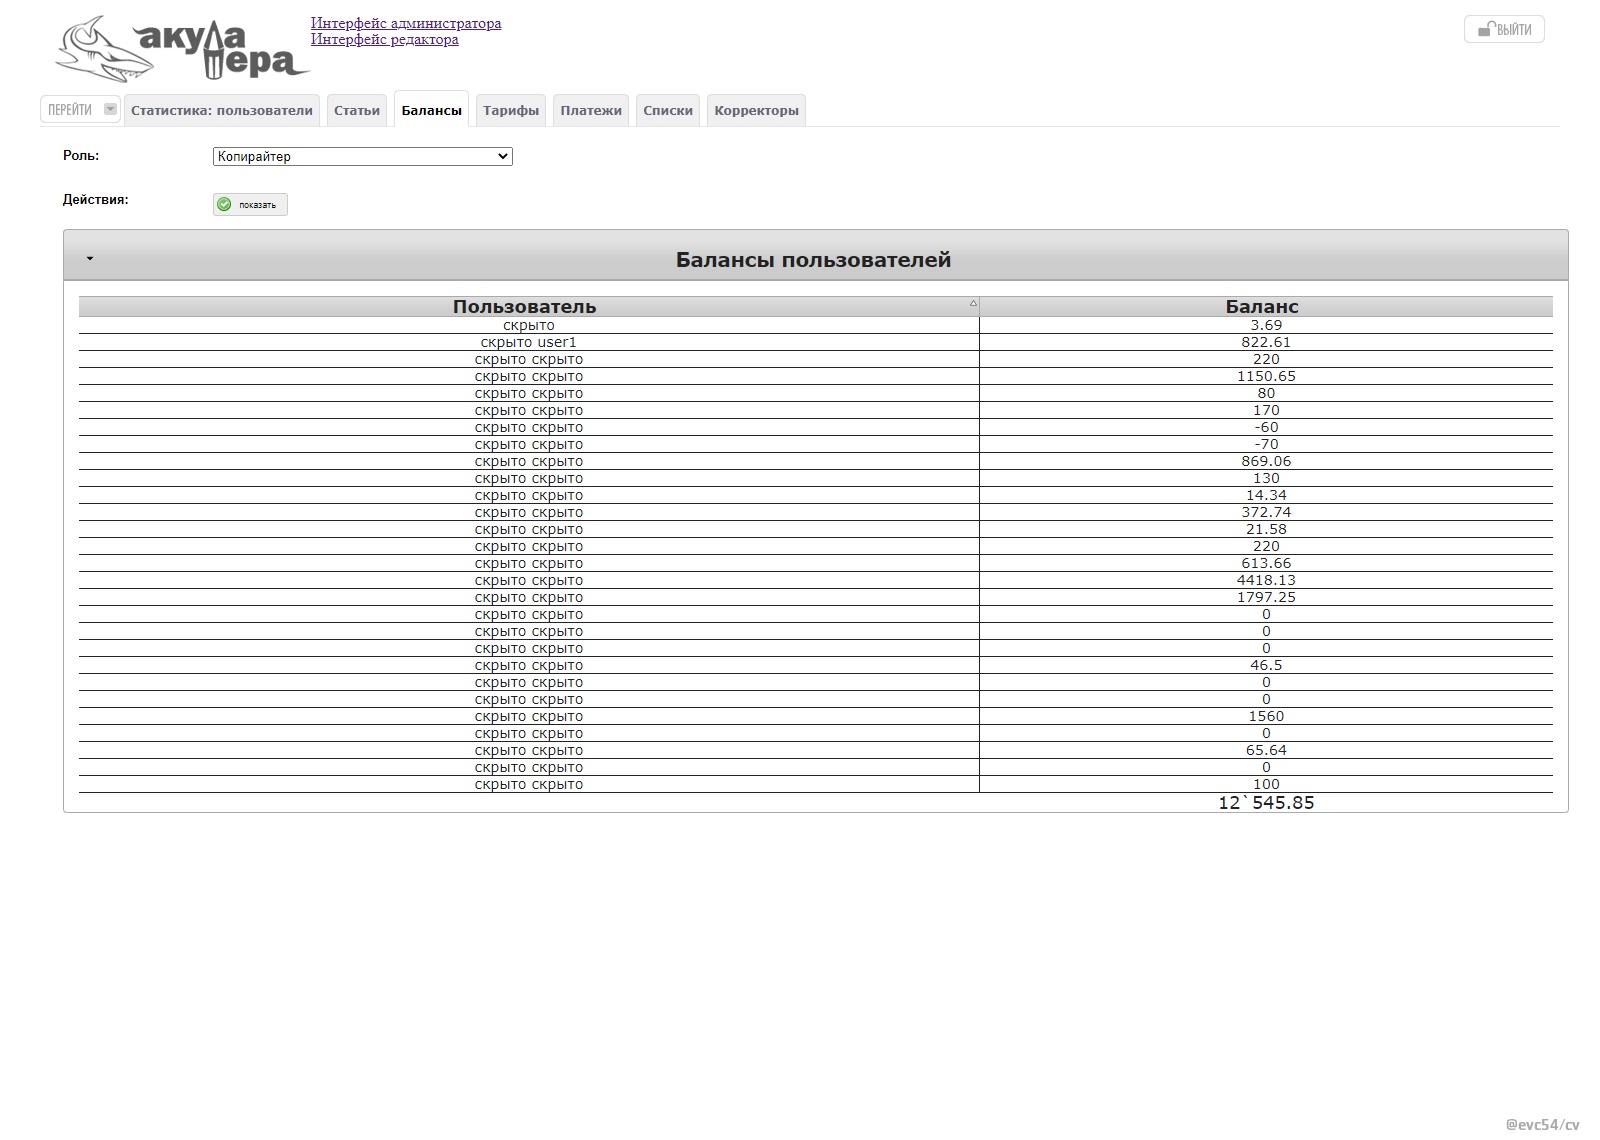 акула пера
Интерфейс администратора
Интерфейс редактора
ВЫЙТИ
ПЕРЕЙТИ Статистика: пользователи Статьи Балансы Тарифы Платежи Списки Корректоры
Роль: Копирайтер
Действия: показать
Балансы пользователей
Пользователь Баланс
скрыто 3.69
скрыто user1 822.61
скрыто скрыто 220
скрыто скрыто 1150.65
скрыто скрыто 80
скрыто скрыто 170
скрыто скрыто -60
скрыто скрыто -70
скрыто скрыто 869.06
скрыто скрыто 130
скрыто скрыто 14.34
скрыто скрыто 372.74
скрыто скрыто 21.58
скрыто скрыто 220
скрыто скрыто 613.66
скрыто скрыто 4418.13
скрыто скрыто 1797.25
скрыто скрыто 0
скрыто скрыто 0
скрыто скрыто 0
скрыто скрыто 46.5
скрыто скрыто 0
скрыто скрыто 0
скрыто скрыто 1560
скрыто скрыто 0
скрыто скрыто 65.64
скрыто скрыто 0
скрыто скрыто 100
12`545.85
@evc54/cv